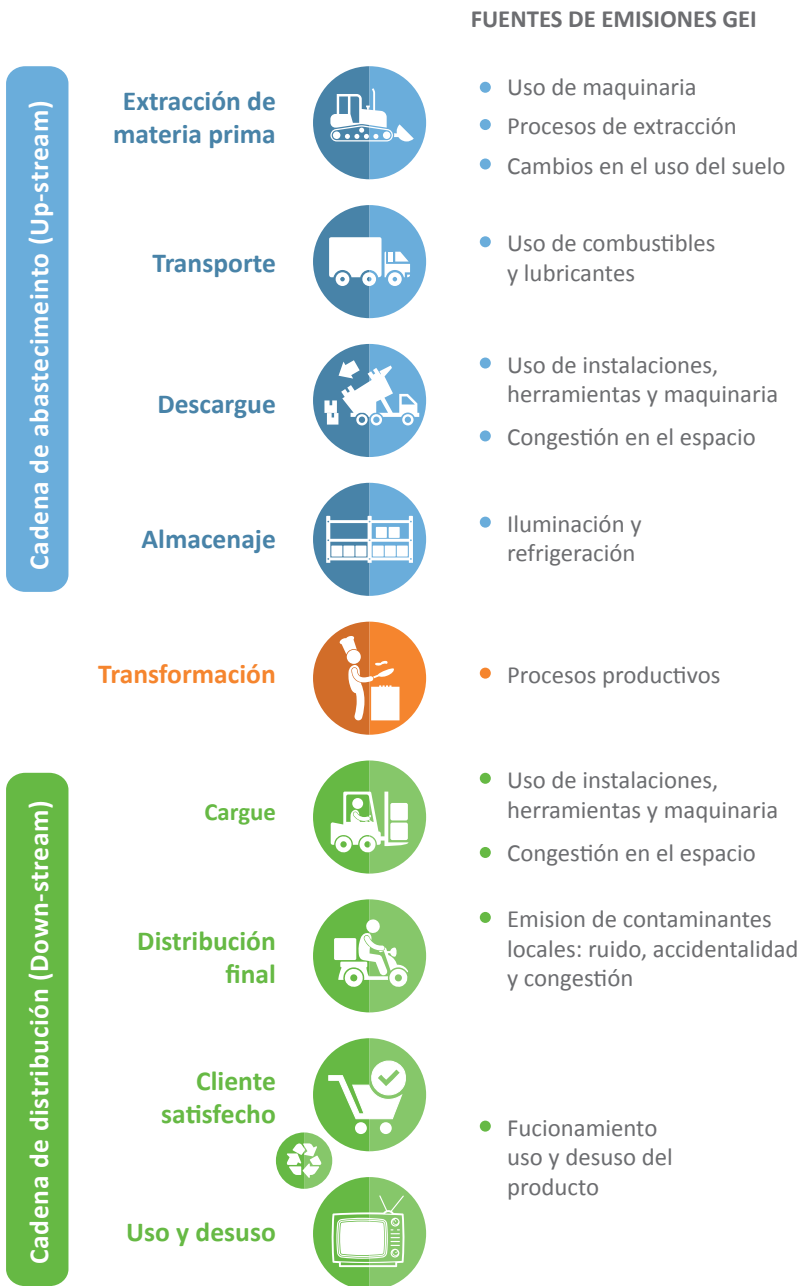 FUENTES DE EMISIONES GEI
Cadena de abastecimeinto (Up-stream)
Extracción de
materia prima
Uso de maquinaria
Procesos de extracción
Cambios en el uso del suelo
Transporte
Uso de combustibles
y lubricantes
Descargue
Uso de instalaciones,
herramientas y maquinaria
Congestión en el espacio
Almacenaje
Iluminación y
refrigeración
Transformación
Procesos productivos
Cadena de distribución (Down-stream)
Cargue
Uso de instalaciones,
herramientas y maquinaria
Congestión en el espacio
Distribución
final
Emision de contaminantes
locales: ruido, accidentalidad
y congestión
Cliente
satisfecho
Uso y desuso
Fucionamiento
uso y desuso del
producto